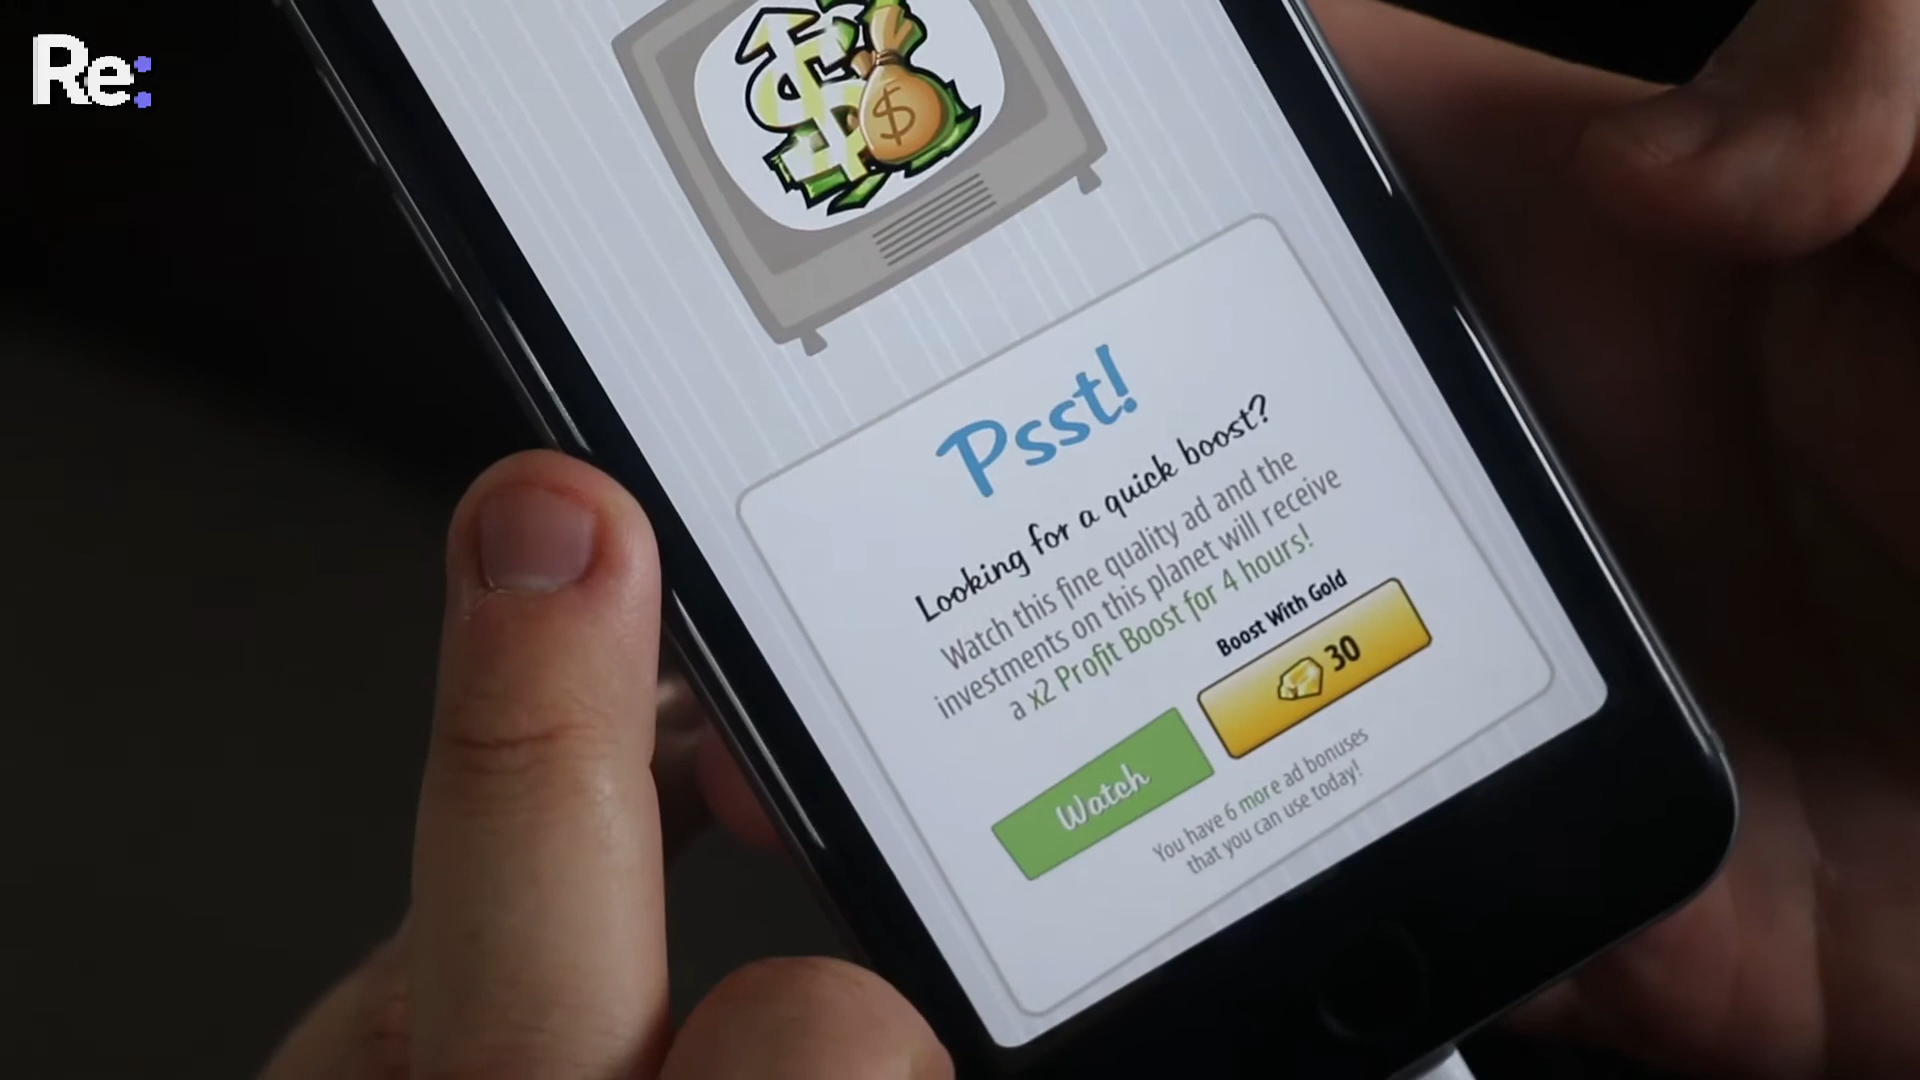 Re:
$
$
Psst!
Looking for a quick boost?
Watch this fine quality ad and the
investments on this planet will receive
a x2 Profit Boost for 4 hours!
Boost With Gold
30
Watch
You have 6 more ad bonuses
that you can use today!